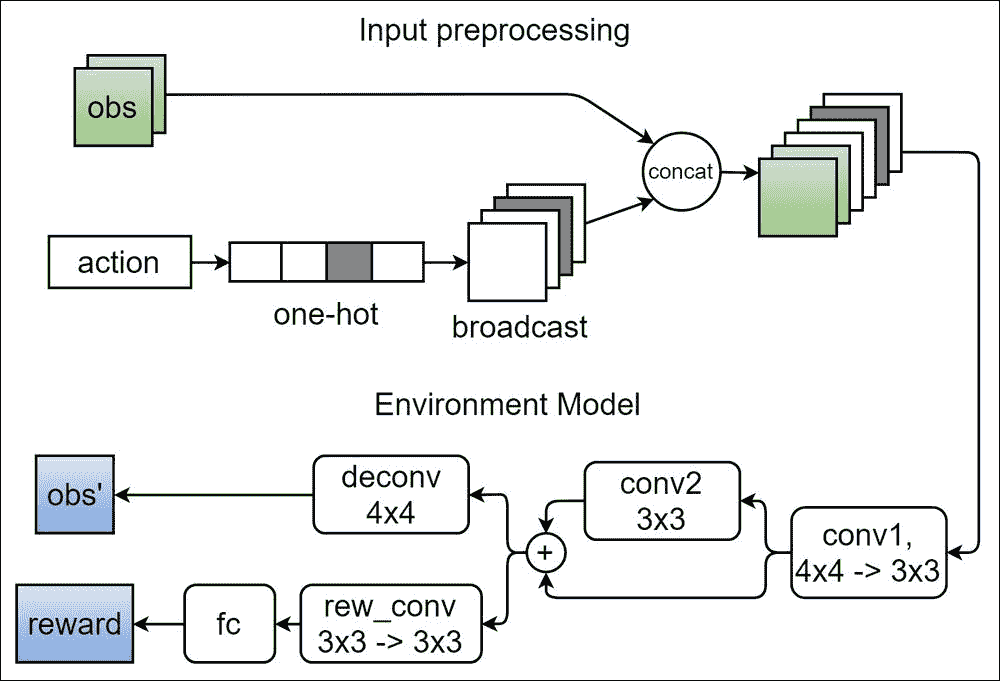 Input preprocessing
obs
concat
action
one-hot
broadcast
Environment Model
obs'
deconv
4x4
conv2
3x3
+
conv1,
4x4 -> 3x3
reward
fc
rew_conv
3x3 -> 3x3